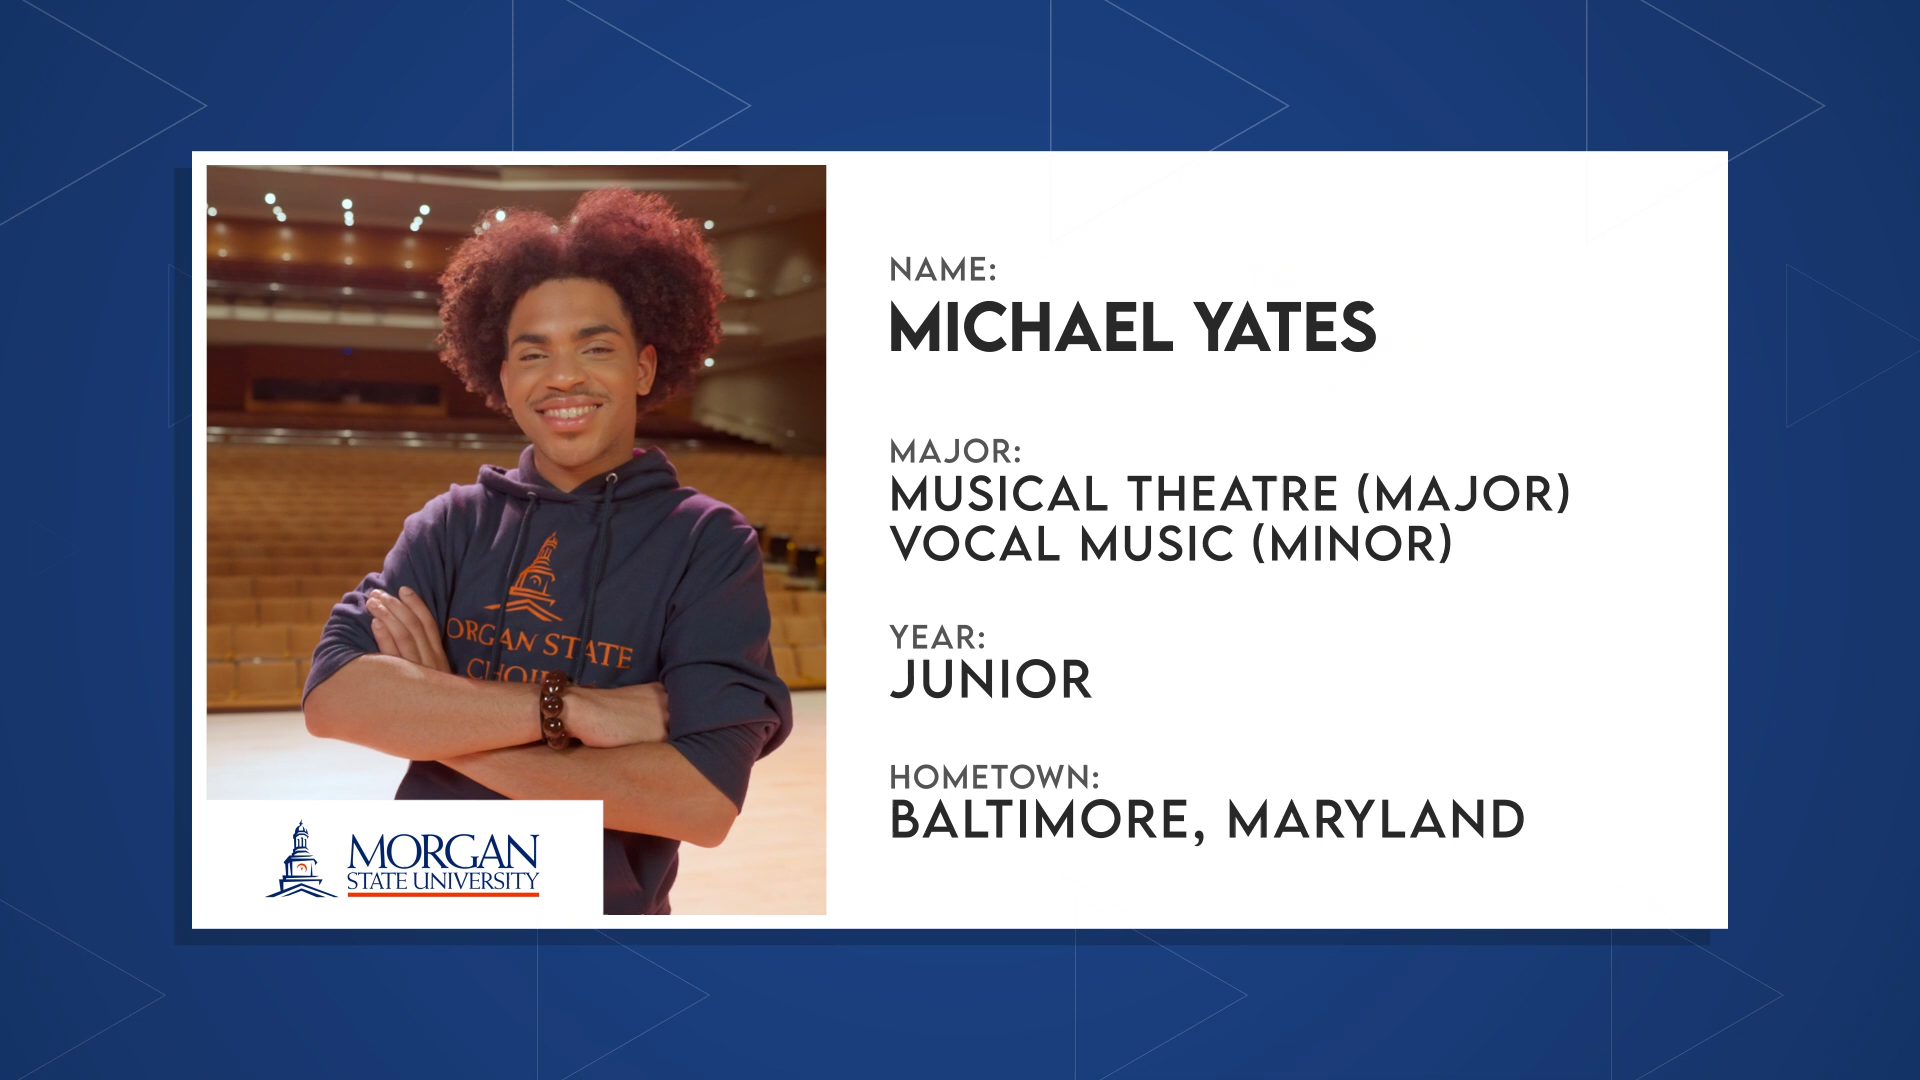 NAME:
MICHAEL YATES
MAJOR:
MUSICAL THEATRE (MAJOR)
VOCAL MUSIC (MINOR)
YEAR:
JUNIOR
HOMETOWN:
BALTIMORE, MARYLAND
ORGAN STATE
CHOI
MORGAN
STATE UNIVERSITY